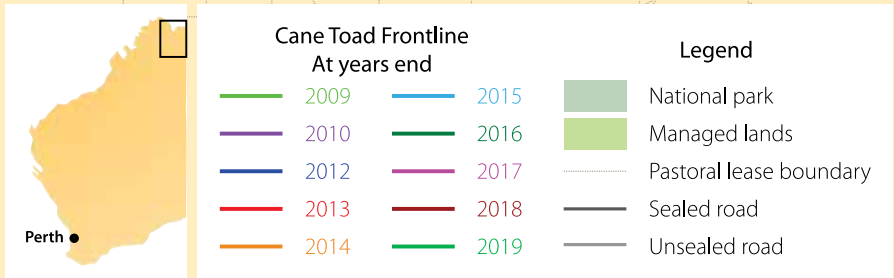 Perth
Cane Toad Frontline
At years end
2009
2010
2012
2013
2014
2015
2016
2017
2018
2019
Legend
National park
Managed lands
Pastoral lease boundary
Sealed road
Unsealed road